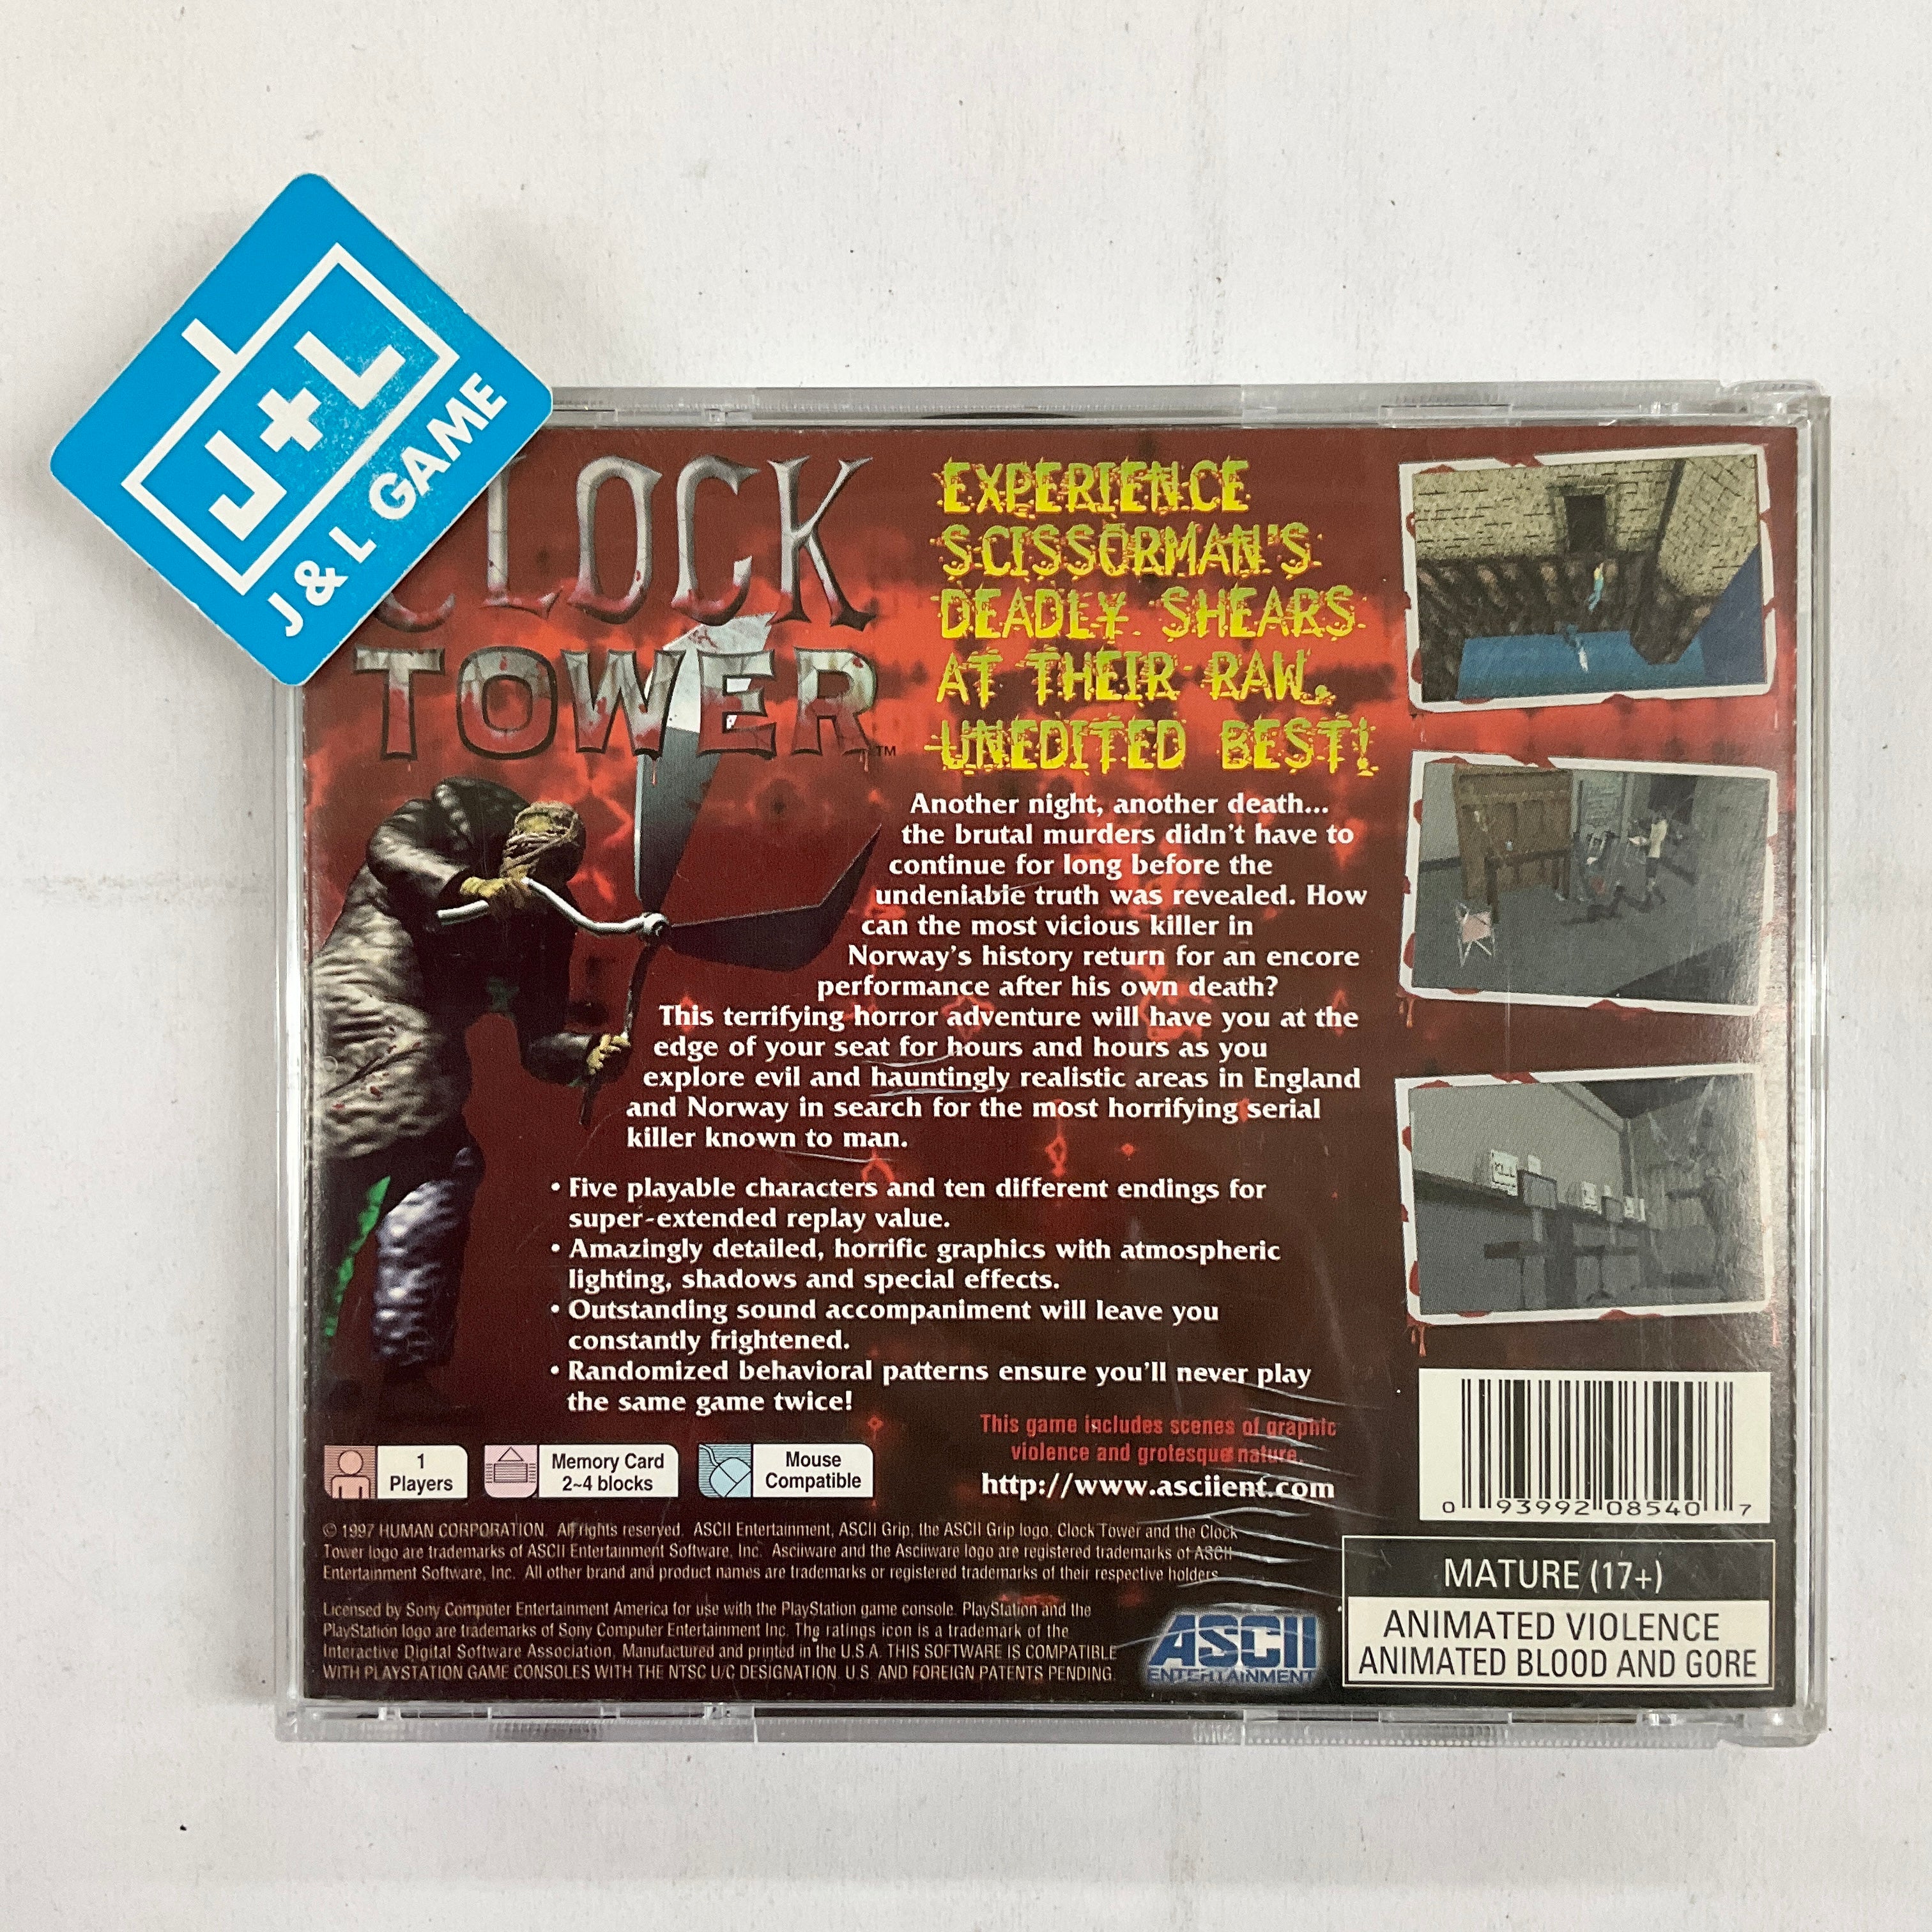 J+L
J&L GAME
CLOCK
TOWER™
EXPERIENCE
SCISSORMAN'S
DEADLY SHEARS
AT THEIR RAW,
UNEDITED BEST!
Another night, another death...
the brutal murders didn't have to
continue for long before the
undeniable truth was revealed. How
can the most vicious killer in
Norway's history return for an encore
performance after his own death?
This terrifying horror adventure will have you at the
edge of your seat for hours and hours as you
explore evil and hauntingly realistic areas in England
and Norway in search for the most horrifying serial
killer known to man.
• Five playable characters and ten different endings for
super-extended replay value.
• Amazingly detailed, horrific graphics with atmospheric
lighting, shadows and special effects.
• Outstanding sound accompaniment will leave you
constantly frightened.
• Randomized behavioral patterns ensure you'll never play
the same game twice!
This game includes scenes of graphic
violence and grotesque nature.
http://www.asciient.com
1
Players
Memory Card
2~4 blocks
Mouse
Compatible
0 93992 08540 7
© 1997 HUMAN CORPORATION. All rights reserved. ASCII Entertainment, ASCII Grip, the ASCII Grip logo, Clock Tower and the Clock
Tower logo are trademarks of ASCII Entertainment Software, Inc. Asciiware and the Asciiware logo are registered trademarks of ASCII
Entertainment Software, Inc. All other brand and product names are trademarks or registered trademarks of their respective holders.
Licensed by Sony Computer Entertainment America for use with the PlayStation game console. PlayStation and the
PlayStation logo are trademarks of Sony Computer Entertainment Inc. The ratings icon is a trademark of the
Interactive Digital Software Association. Manufactured and printed in the U.S.A. THIS SOFTWARE IS COMPATIBLE
WITH PLAYSTATION GAME CONSOLES WITH THE NTSC U/C DESIGNATION. U.S. AND FOREIGN PATENTS PENDING.
ASCII
ENTERTAINMENT
MATURE (17+)
ANIMATED VIOLENCE
ANIMATED BLOOD AND GORE